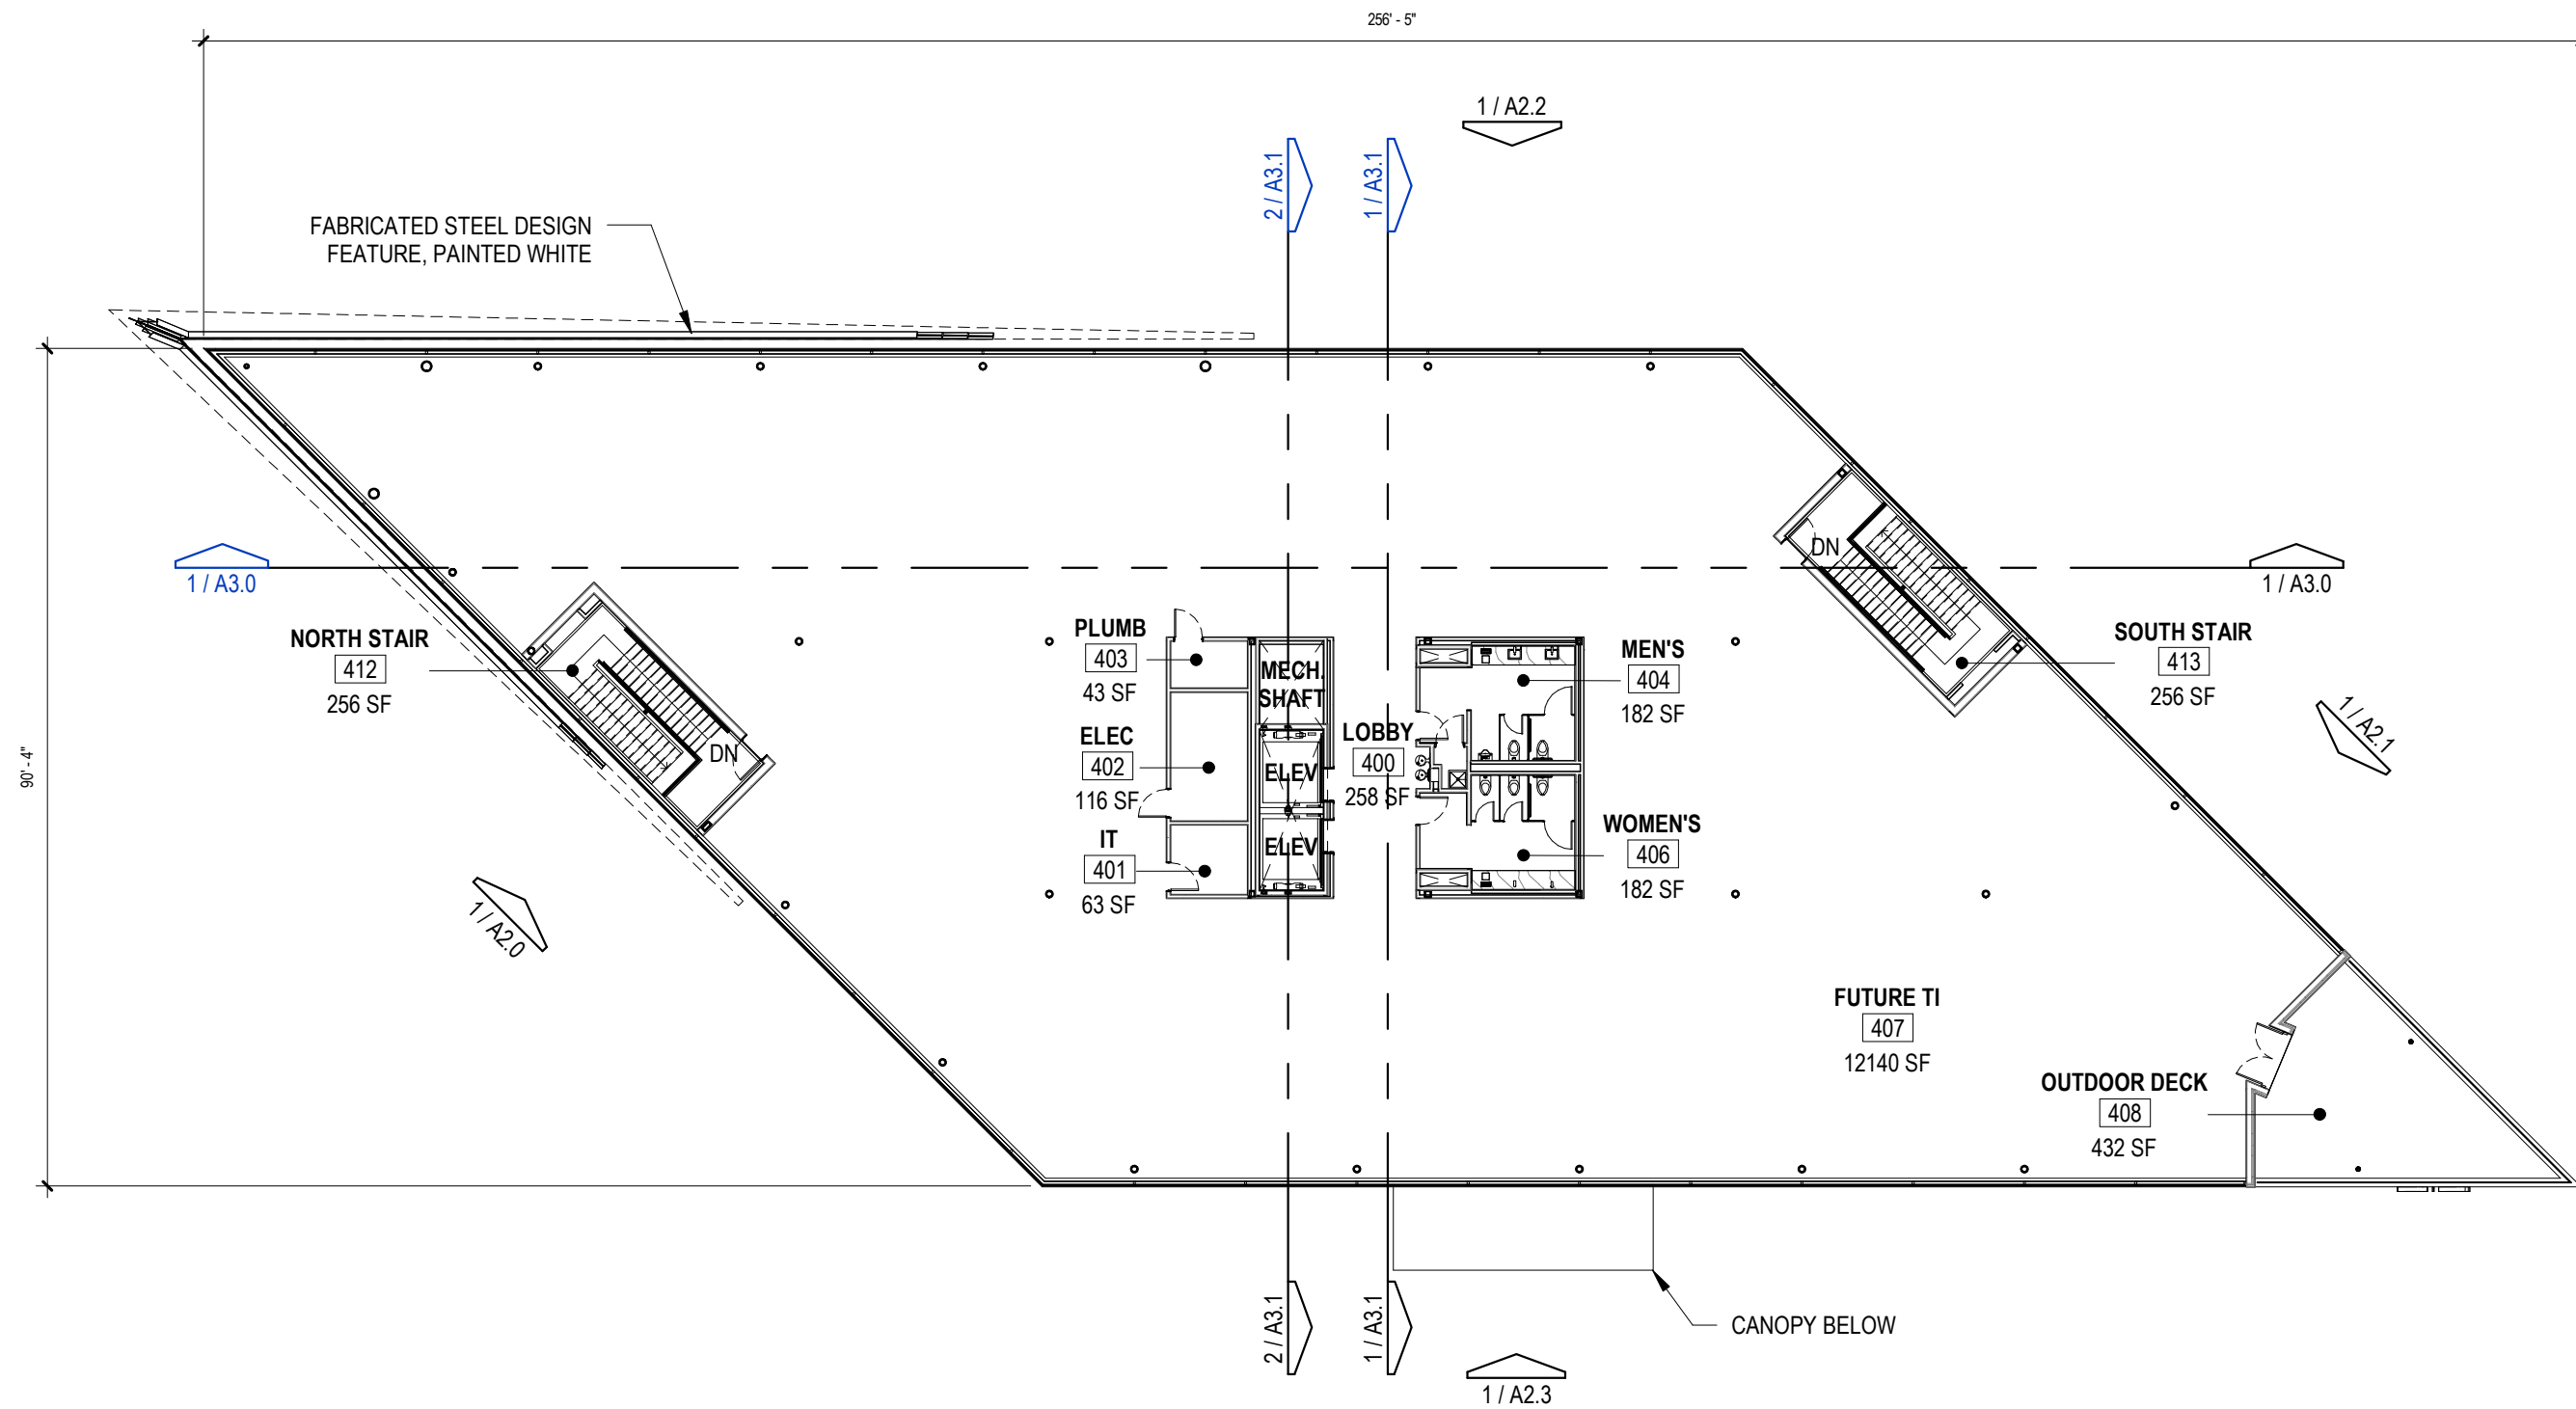 256' - 5"
1 / A2.2
2 / A3.1
1 / A3.1
FABRICATED STEEL DESIGN
FEATURE, PAINTED WHITE
1 / A3.0
1 / A3.0
NORTH STAIR
412
256 SF
DN
PLUMB
403
43 SF
ELEC
402
116 SF
IT
401
63 SF
MECH.
SHAFT
ELEV
ELEV
LOBBY
400
258 SF
MEN'S
404
182 SF
WOMEN'S
406
182 SF
DN
SOUTH STAIR
413
256 SF
1 / A2.1
90' - 4"
1 / A2.0
FUTURE TI
407
12140 SF
OUTDOOR DECK
408
432 SF
2 / A3.1
1 / A3.1
CANOPY BELOW
1 / A2.3